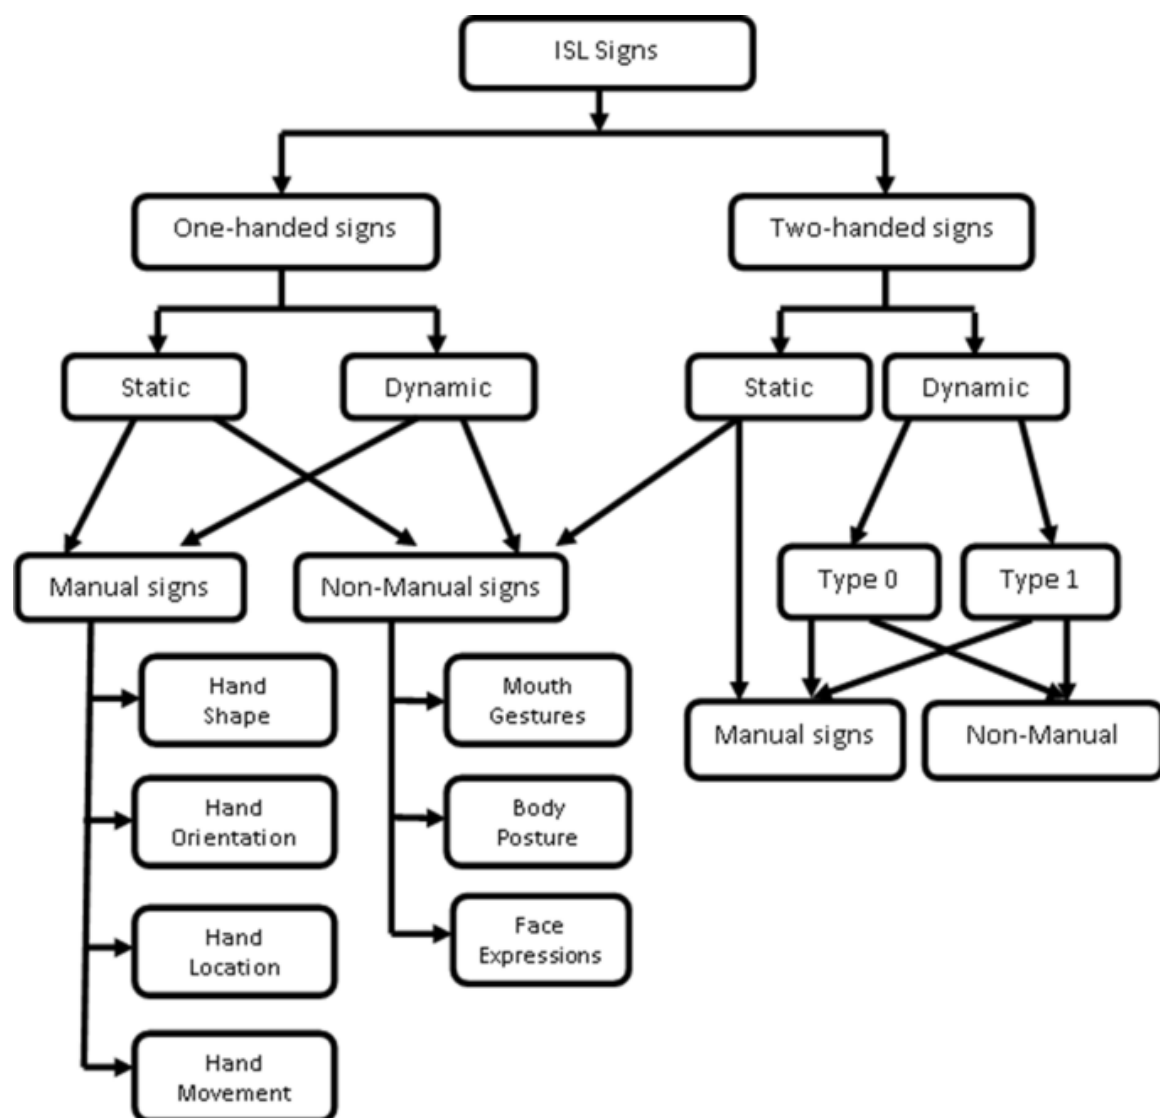 ISL Signs
One-handed signs
Two-handed signs
Static
Dynamic
Static
Dynamic
Manual signs
Non-Manual signs
Type 0
Type 1
Hand
Shape
Mouth
Gestures
Manual signs
Non-Manual
Hand
Orientation
Body
Posture
Hand
Location
Face
Expressions
Hand
Movement